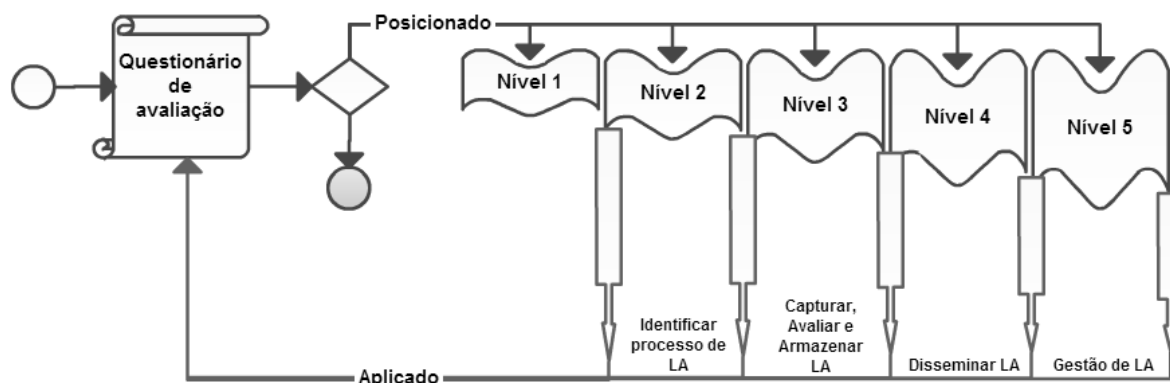 Posicionado
Questionário
de
avaliação
Nível 1
Nível 2
Nível 3
Nível 4
Nível 5
Identificar
processo de
LA
Capturar,
Avaliar e
Armazenar
LA
Disseminar LA
Gestão de LA
Aplicado